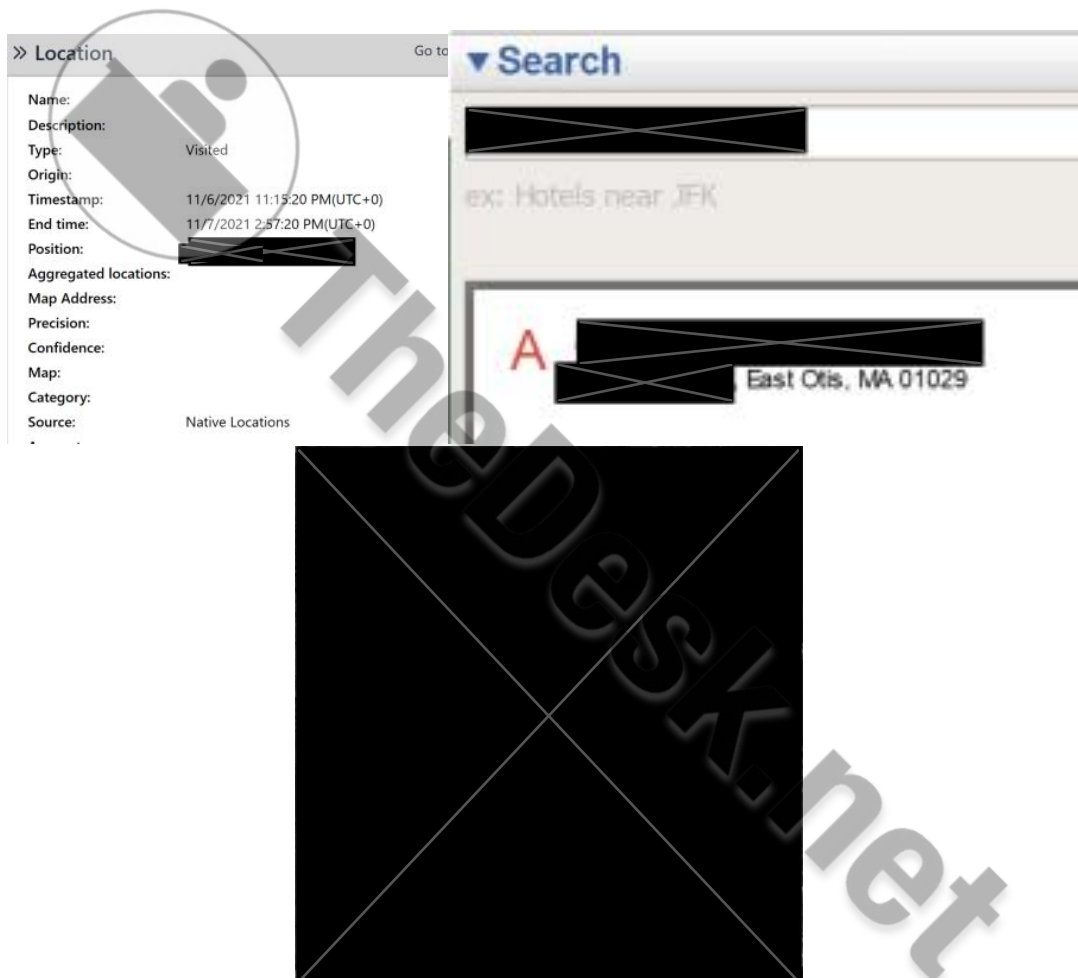 » Location
Go to
Name:
Description:
Type: Visited
Origin:
Timestamp: 11/6/2021 11:15:20 PM(UTC+0)
End time: 11/7/2021 2:57:20 PM(UTC+0)
Position:
Aggregated locations:
Map Address:
Precision:
Confidence:
Map:
Category:
Source: Native Locations
▼ Search
ex: Hotels near JFK
A
, East Otis, MA 01029
TheDesk.net